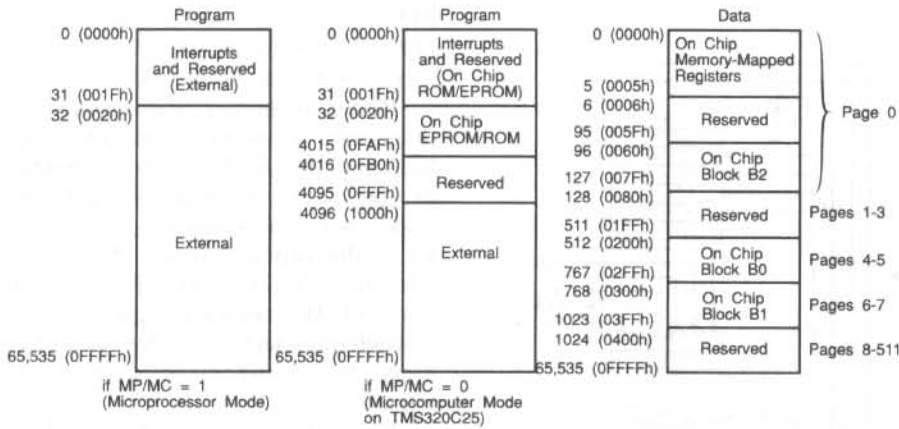 Program
0 (0000h)
Interrupts
and Reserved
(External)
31 (001Fh)
32 (0020h)
External
65,535 (0FFFFh)
if MP/MC = 1
(Microprocessor Mode)
Program
0 (0000h)
Interrupts
and Reserved
(On Chip
ROM/EPROM)
31 (001Fh)
32 (0020h)
On Chip
EPROM/ROM
4015 (0FAFh)
4016 (0FB0h)
Reserved
4095 (0FFFh)
4096 (1000h)
External
65,535 (0FFFFh)
if MP/MC = 0
(Microcomputer Mode
on TMS320C25)
Data
0 (0000h)
On Chip
Memory-Mapped
Registers
5 (0005h)
6 (0006h)
Reserved
95 (005Fh)
96 (0060h)
On Chip
Block B2
127 (007Fh)
Page 0
128 (0080h)
Reserved
Pages 1-3
511 (01FFh)
512 (0200h)
On Chip
Block B0
Pages 4-5
767 (02FFh)
768 (0300h)
On Chip
Block B1
Pages 6-7
1023 (03FFh)
1024 (0400h)
Reserved
Pages 8-511
65,535 (0FFFFh)